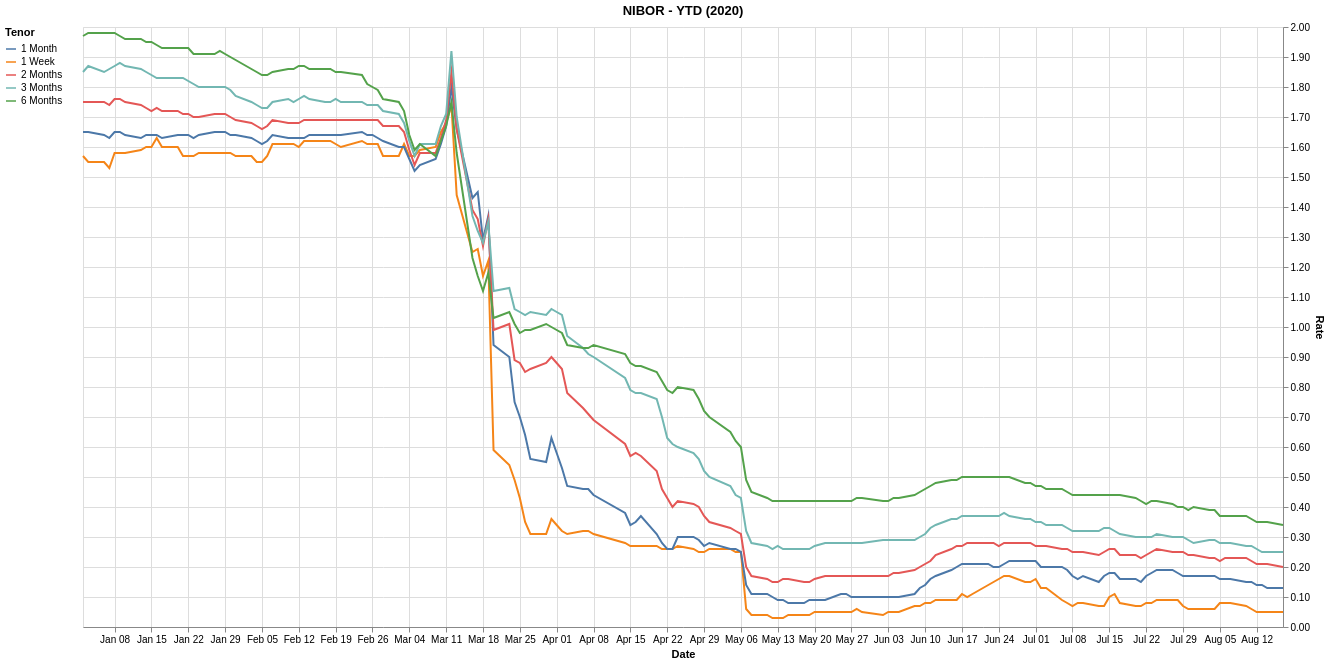 NIBOR - YTD (2020)
Tenor
1 Month
1 Week
2 Months
3 Months
6 Months
2.00
1.90
1.80
1.70
1.60
1.50
1.40
1.30
1.20
1.10
1.00
0.90
0.80
0.70
0.60
0.50
0.40
0.30
0.20
0.10
0.00
Rate
Jan 08 Jan 15 Jan 22 Jan 29 Feb 05 Feb 12 Feb 19 Feb 26 Mar 04 Mar 11 Mar 18 Mar 25 Apr 01 Apr 08 Apr 15 Apr 22 Apr 29 May 06 May 13 May 20 May 27 Jun 03 Jun 10 Jun 17 Jun 24 Jul 01 Jul 08 Jul 15 Jul 22 Jul 29 Aug 05 Aug 12
Date